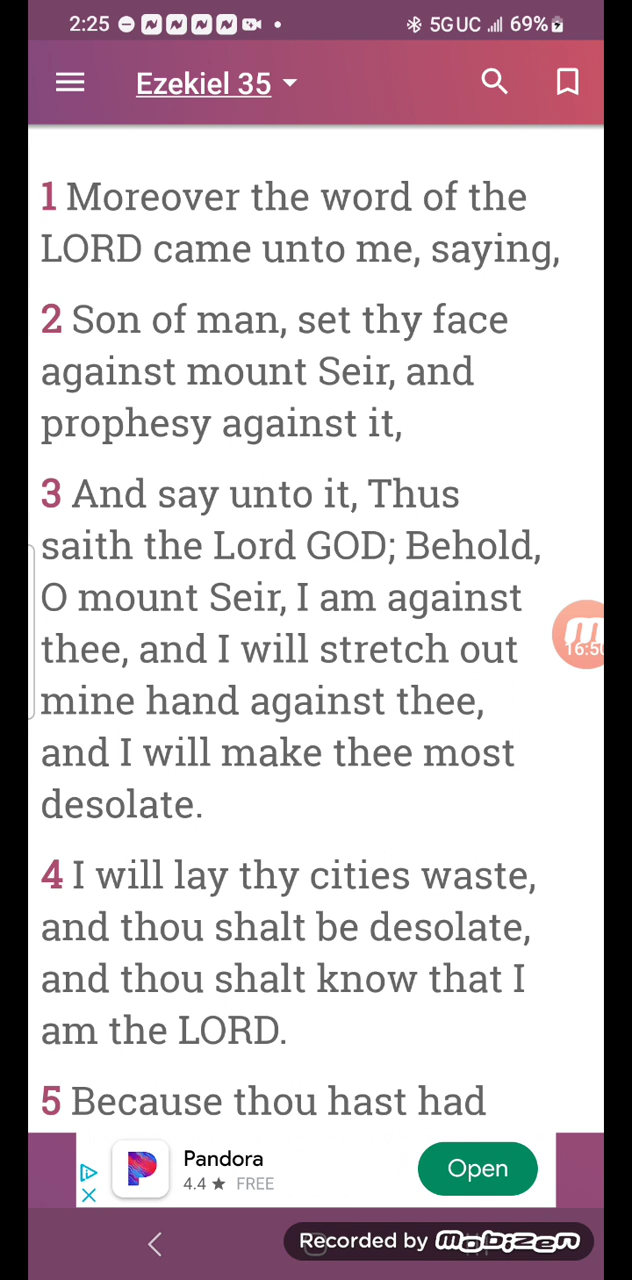 2:25 5GUC 69%
Ezekiel 35
1 Moreover the word of the
LORD came unto me, saying,
2 Son of man, set thy face
against mount Seir, and
prophesy against it,
3 And say unto it, Thus
saith the Lord GOD; Behold,
O mount Seir, I am against
thee, and I will stretch out
mine hand against thee,
and I will make thee most
desolate.
16:50
4 I will lay thy cities waste,
and thou shalt be desolate,
and thou shalt know that I
am the LORD.
5 Because thou hast had
Pandora
4.4 ★ FREE
Open
Recorded by mobizen